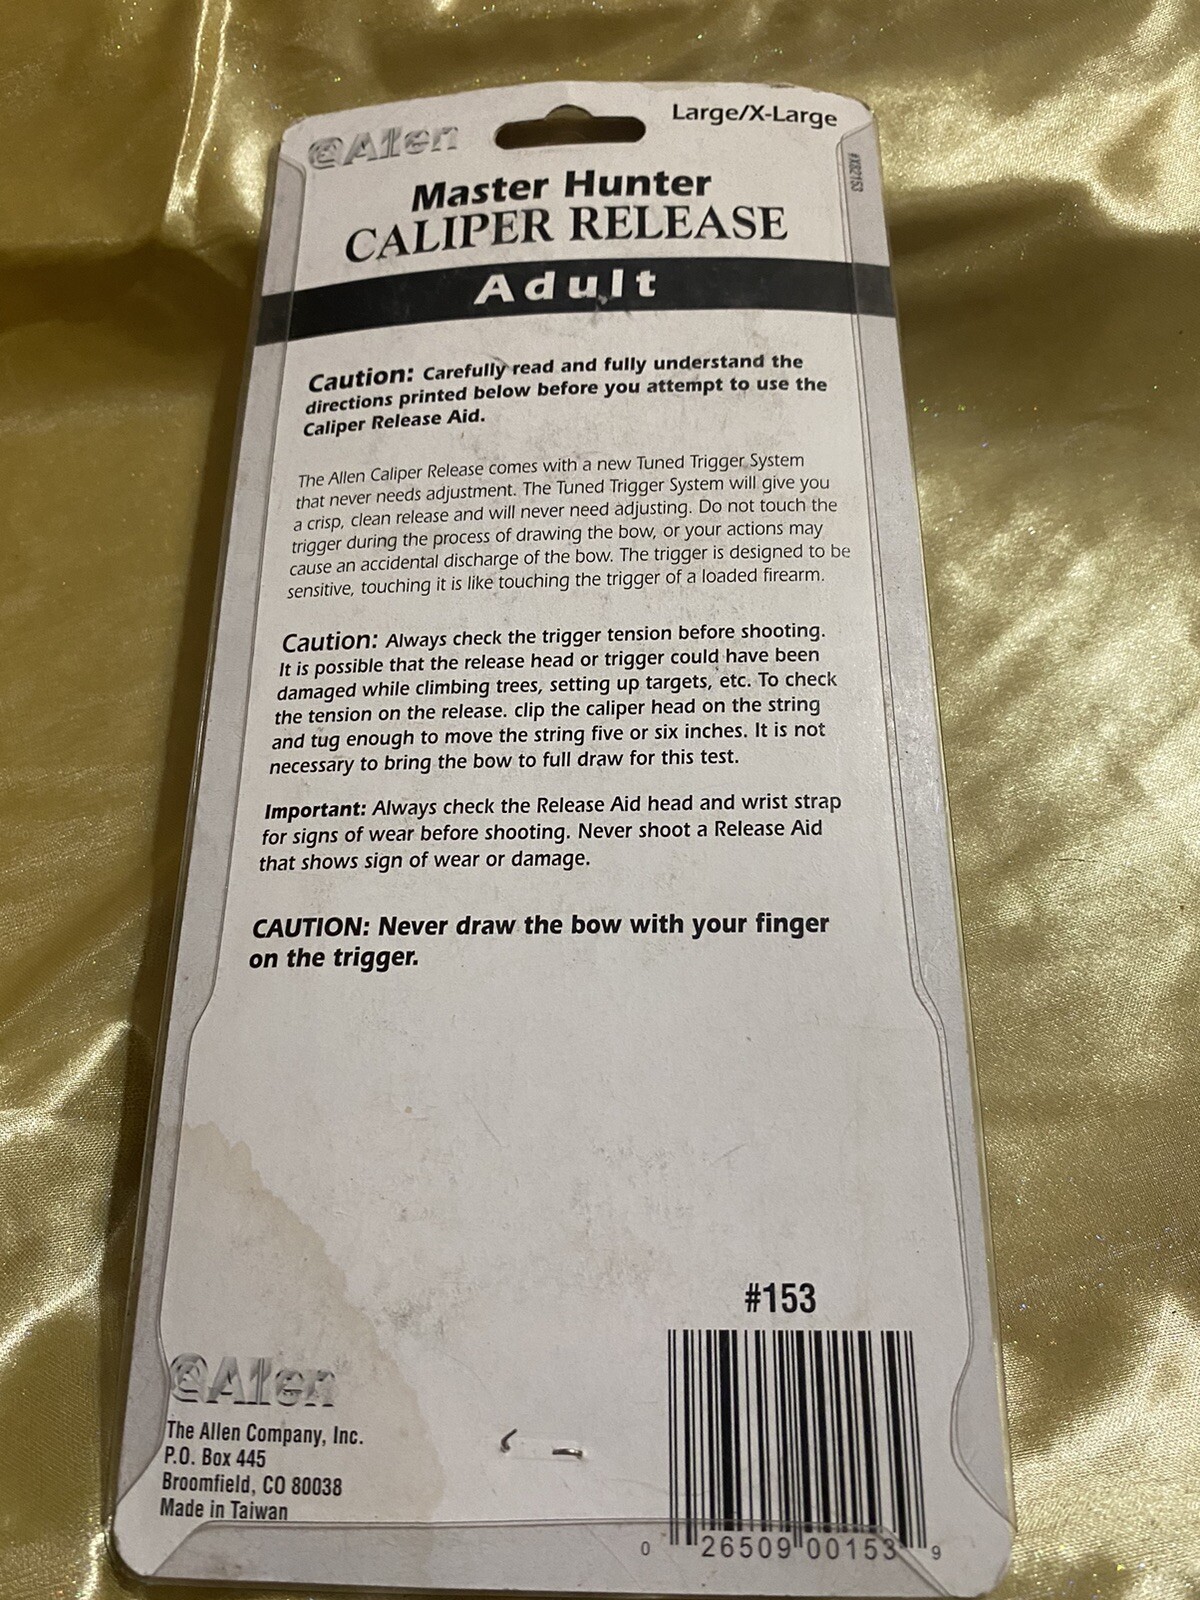 Allen
Large/X-Large
#X82153
Master Hunter
CALIPER RELEASE
Adult
Caution: Carefully read and fully understand the
directions printed below before you attempt to use the
Caliper Release Aid.
The Allen Caliper Release comes with a new Tuned Trigger System
that never needs adjustment. The Tuned Trigger System will give you
a crisp, clean release and will never need adjusting. Do not touch the
trigger during the process of drawing the bow, or your actions may
cause an accidental discharge of the bow. The trigger is designed to be
sensitive, touching it is like touching the trigger of a loaded firearm.
Caution: Always check the trigger tension before shooting.
It is possible that the release head or trigger could have been
damaged while climbing trees, setting up targets, etc. To check
the tension on the release. clip the caliper head on the string
and tug enough to move the string five or six inches. It is not
necessary to bring the bow to full draw for this test.
Important: Always check the Release Aid head and wrist strap
for signs of wear before shooting. Never shoot a Release Aid
that shows sign of wear or damage.
CAUTION: Never draw the bow with your finger
on the trigger.
#153
Allen
The Allen Company, Inc.
P.O. Box 445
Broomfield, CO 80038
Made in Taiwan
0 26509 00153 9